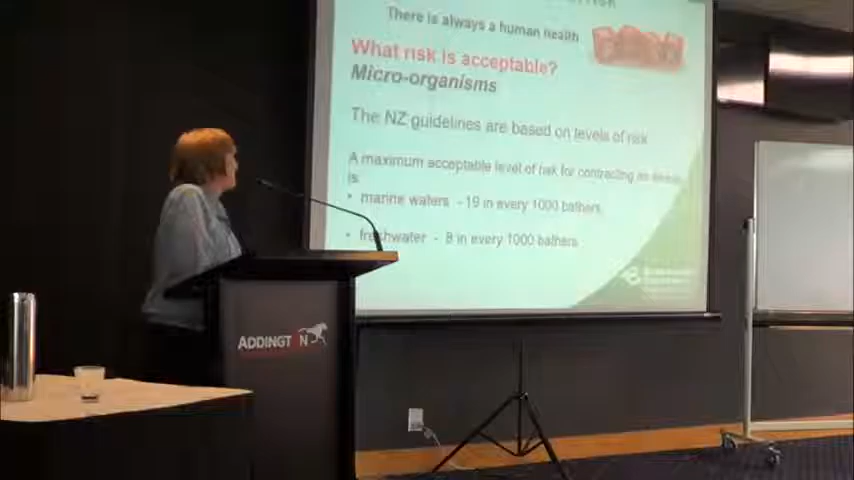 There is always a human health
What risk is acceptable?
Micro-organisms
The NZ guidelines are based on levels of risk
A maximum acceptable level of risk for contracting an illness
is:
• marine waters - 19 in every 1000 bathers
• freshwater - 8 in every 1000 bathers
ADDINGTON